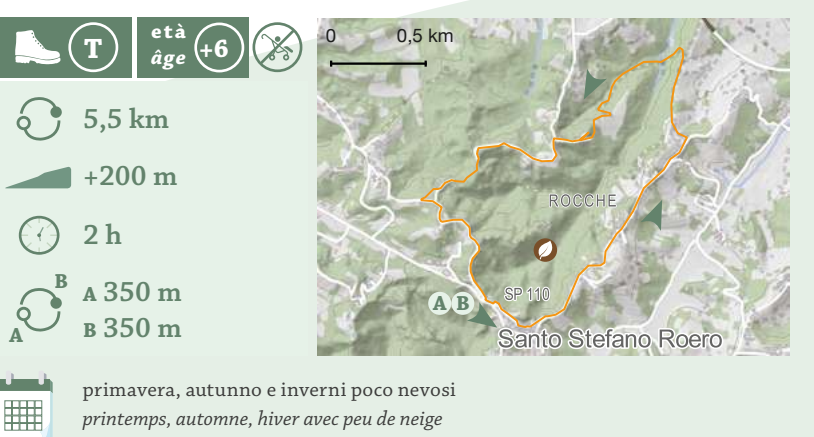 T
età
âge
+6
5,5 km
+200 m
2 h
A
B
A 350 m
B 350 m
0 0,5 km
ROCCHE
SP 110
A B
Santo Stefano Roero
primavera, autunno e inverni poco nevosi
printemps, automne, hiver avec peu de neige